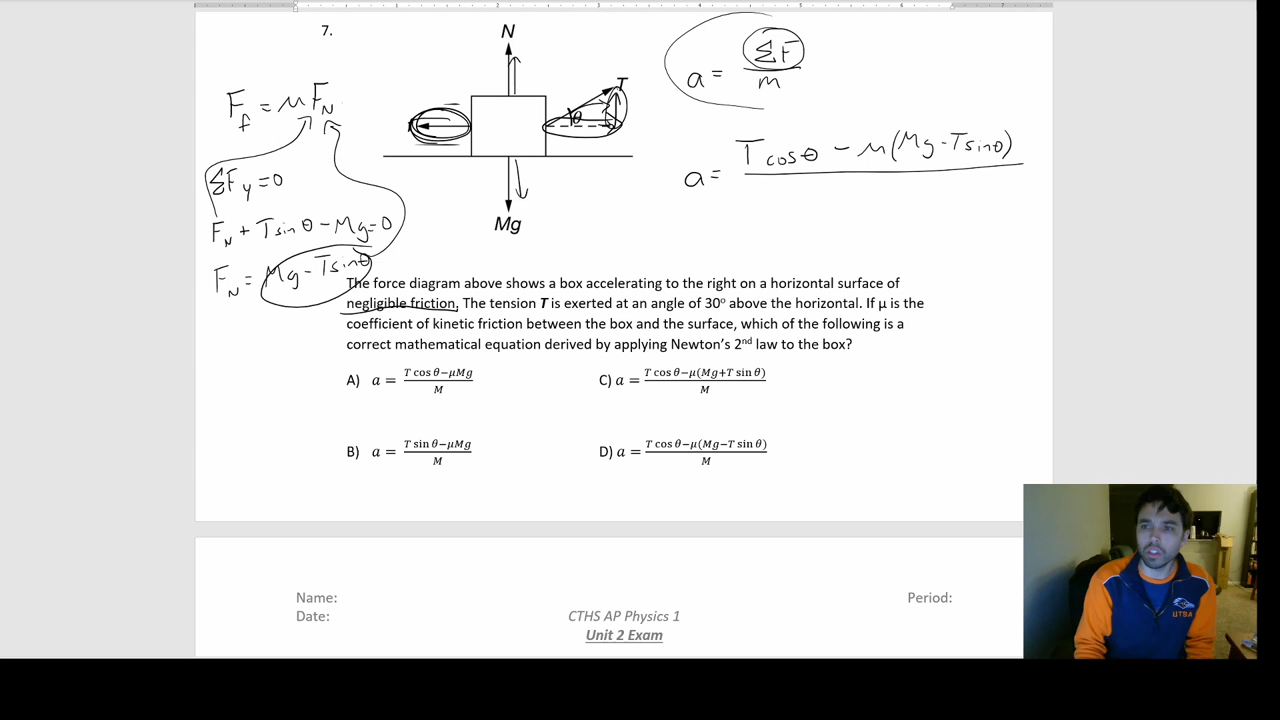 7.
N
T
θ
Mg
F_f = μ F_N
ΣF_y = 0
F_N + T sin θ - Mg = 0
F_N = Mg - T sin θ
a = ΣF / m
a = T cos θ - μ(Mg - T sin θ)
The force diagram above shows a box accelerating to the right on a horizontal surface of
negligible friction. The tension T is exerted at an angle of 30° above the horizontal. If μ is the
coefficient of kinetic friction between the box and the surface, which of the following is a
correct mathematical equation derived by applying Newton's 2nd law to the box?
A) a = (T cos θ−μMg)/M
C) a = (T cos θ−μ(Mg+T sin θ))/M
B) a = (T sin θ−μMg)/M
D) a = (T cos θ−μ(Mg−T sin θ))/M
Name: Period:
Date: CTHS AP Physics 1
Unit 2 Exam
UTSA